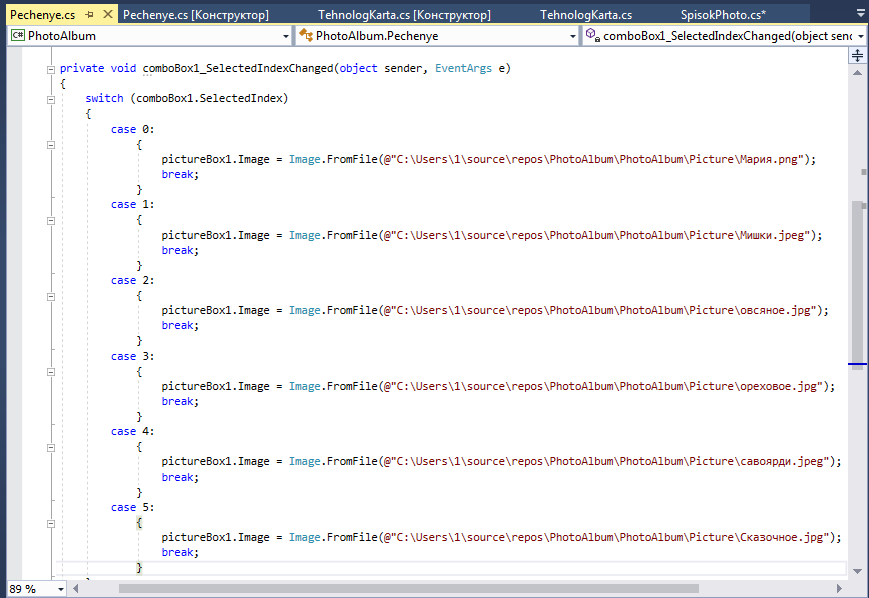 Pechenye.cs Pechenye.cs [Конструктор] TehnologKarta.cs [Конструктор] TehnologKarta.cs SpisokPhoto.cs*
C# PhotoAlbum PhotoAlbum.Pechenye comboBox1_SelectedIndexChanged(object senc
private void comboBox1_SelectedIndexChanged(object sender, EventArgs e)
{
switch (comboBox1.SelectedIndex)
{
case 0:
{
pictureBox1.Image = Image.FromFile(@"C:\Users\1\source\repos\PhotoAlbum\PhotoAlbum\Picture\Мария.png");
break;
}
case 1:
{
pictureBox1.Image = Image.FromFile(@"C:\Users\1\source\repos\PhotoAlbum\PhotoAlbum\Picture\Мишки.jpeg");
break;
}
case 2:
{
pictureBox1.Image = Image.FromFile(@"C:\Users\1\source\repos\PhotoAlbum\PhotoAlbum\Picture\овсяное.jpg");
break;
}
case 3:
{
pictureBox1.Image = Image.FromFile(@"C:\Users\1\source\repos\PhotoAlbum\PhotoAlbum\Picture\ореховое.jpg");
break;
}
case 4:
{
pictureBox1.Image = Image.FromFile(@"C:\Users\1\source\repos\PhotoAlbum\PhotoAlbum\Picture\савоярди.jpeg");
break;
}
case 5:
{
pictureBox1.Image = Image.FromFile(@"C:\Users\1\source\repos\PhotoAlbum\PhotoAlbum\Picture\Сказочное.jpg");
break;
}
89 %